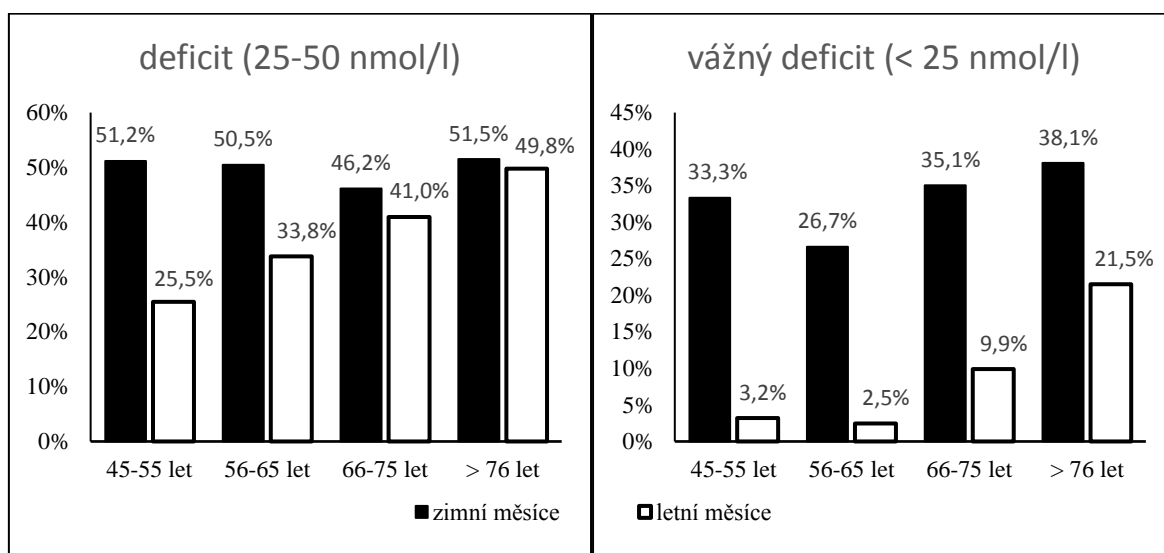 deficit (25-50 nmol/l)
60%
50%
40%
30%
20%
10%
0%
51,2%
25,5%
50,5%
33,8%
46,2%
41,0%
51,5%
49,8%
45-55 let
56-65 let
66-75 let
> 76 let
vážný deficit (< 25 nmol/l)
45%
40%
35%
30%
25%
20%
15%
10%
5%
0%
33,3%
3,2%
26,7%
2,5%
35,1%
9,9%
38,1%
21,5%
45-55 let
56-65 let
66-75 let
> 76 let
zimní měsíce
letní měsíce